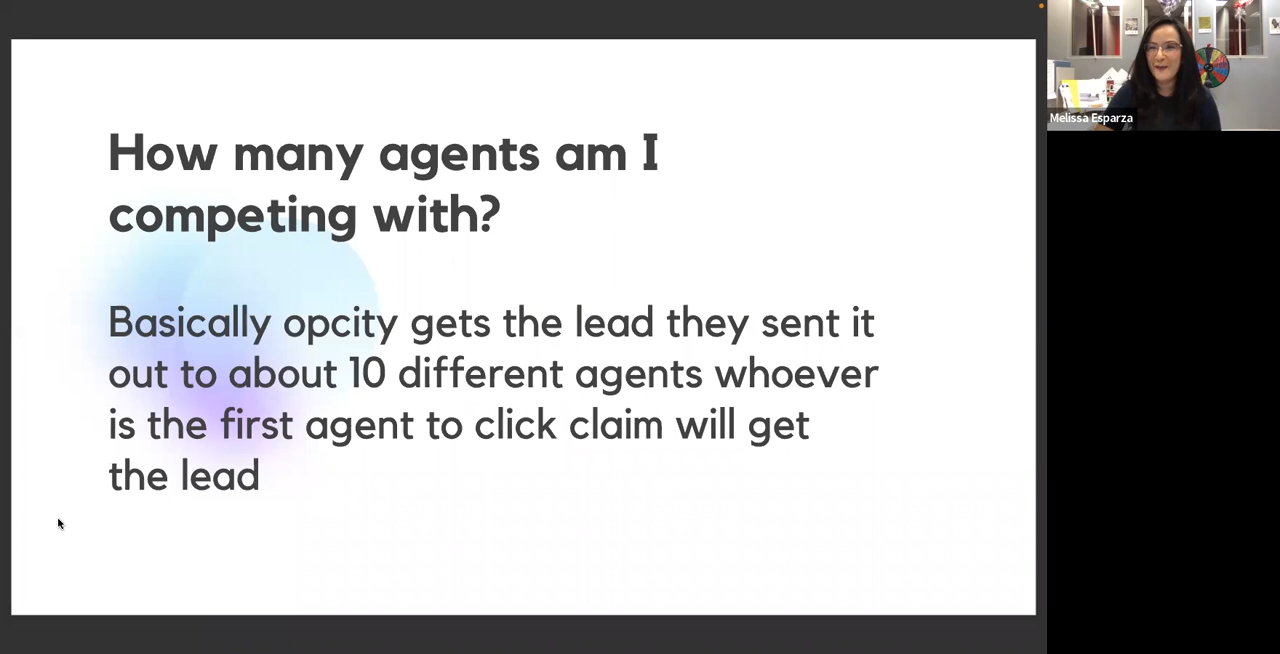 How many agents am I
competing with?
Basically opcity gets the lead they sent it
out to about 10 different agents whoever
is the first agent to click claim will get
the lead
Melissa Esparza